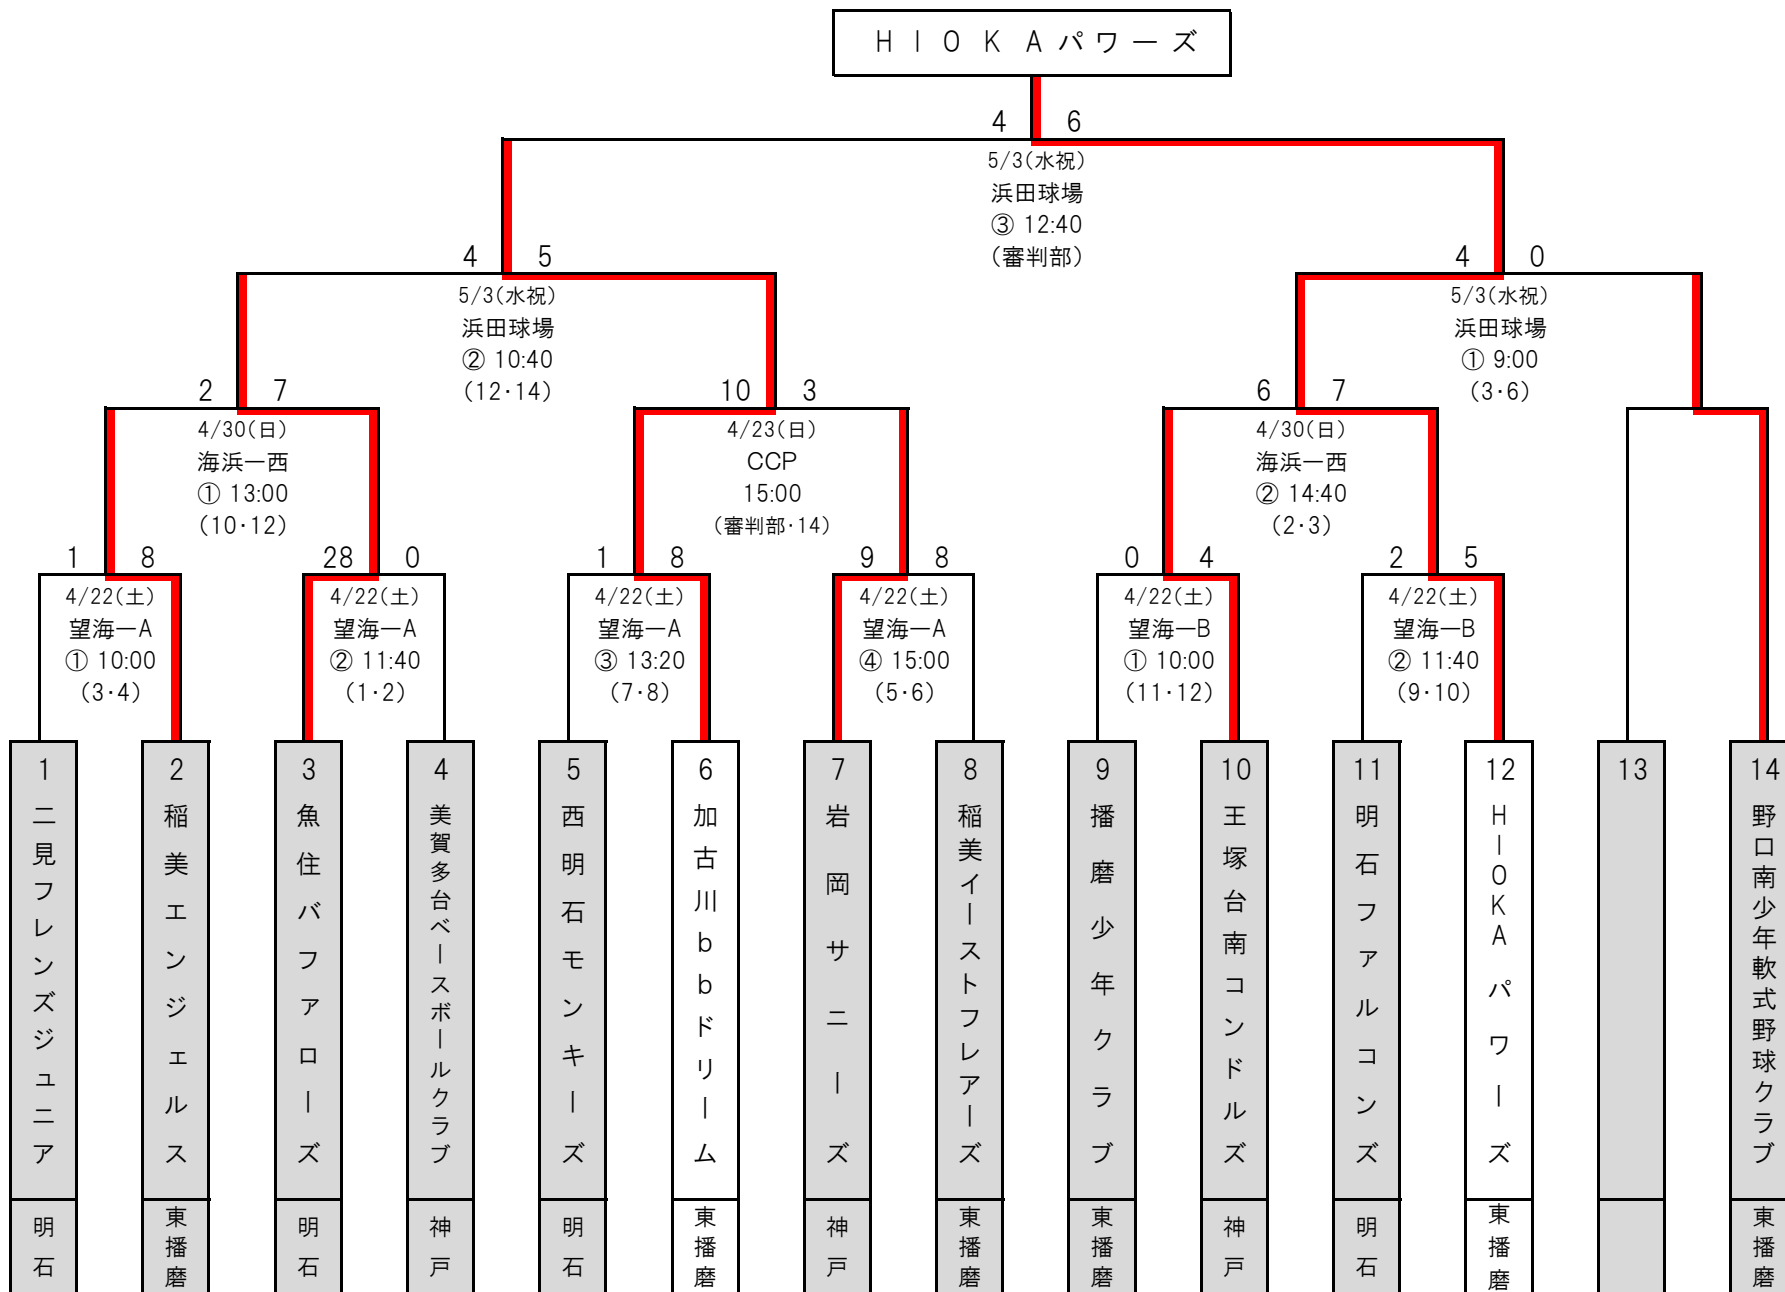 HIOKAパワーズ
4 6
5/3(水祝)
浜田球場
③ 12:40
(審判部)
4 5
5/3(水祝)
浜田球場
② 10:40
(12・14)
4 0
5/3(水祝)
浜田球場
① 9:00
(3・6)
2 7
4/30(日)
海浜ー西
① 13:00
(10・12)
10 3
4/23(日)
CCP
15:00
(審判部・14)
6 7
4/30(日)
海浜ー西
② 14:40
(2・3)
1 8
4/22(土)
望海ーA
① 10:00
(3・4)
28 0
4/22(土)
望海ーA
② 11:40
(1・2)
1 8
4/22(土)
望海ーA
③ 13:20
(7・8)
9 8
4/22(土)
望海ーA
④ 15:00
(5・6)
0 4
4/22(土)
望海ーB
① 10:00
(11・12)
2 5
4/22(土)
望海ーB
② 11:40
(9・10)
1
二見フレンズジュニア
明石
2
稲美エンジェルス
東播磨
3
魚住バファローズ
明石
4
美賀多台ベースボールクラブ
神戸
5
西明石モンキーズ
明石
6
加古川bbドリーム
東播磨
7
岩岡サニーズ
神戸
8
稲美イーストフレアーズ
東播磨
9
播磨少年クラブ
東播磨
10
王塚台南コンドルズ
神戸
11
明石ファルコンズ
明石
12
HIOKAパワーズ
東播磨
13
14
野口南少年軟式野球クラブ
東播磨